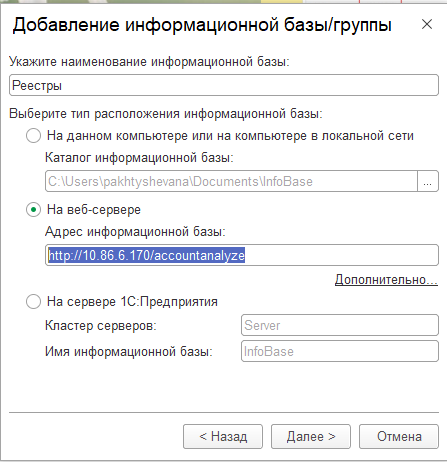 Добавление информационной базы/группы
Укажите наименование информационной базы:
Реестры
Выберите тип расположения информационной базы:
На данном компьютере или на компьютере в локальной сети
Каталог информационной базы:
C:\Users\pakhtyshevana\Documents\InfoBase ...
На веб-сервере
Адрес информационной базы:
http://10.86.6.170/accountanalyze
Дополнительно...
На сервере 1С:Предприятия
Кластер серверов: Server
Имя информационной базы: InfoBase
< Назад Далее > Отмена